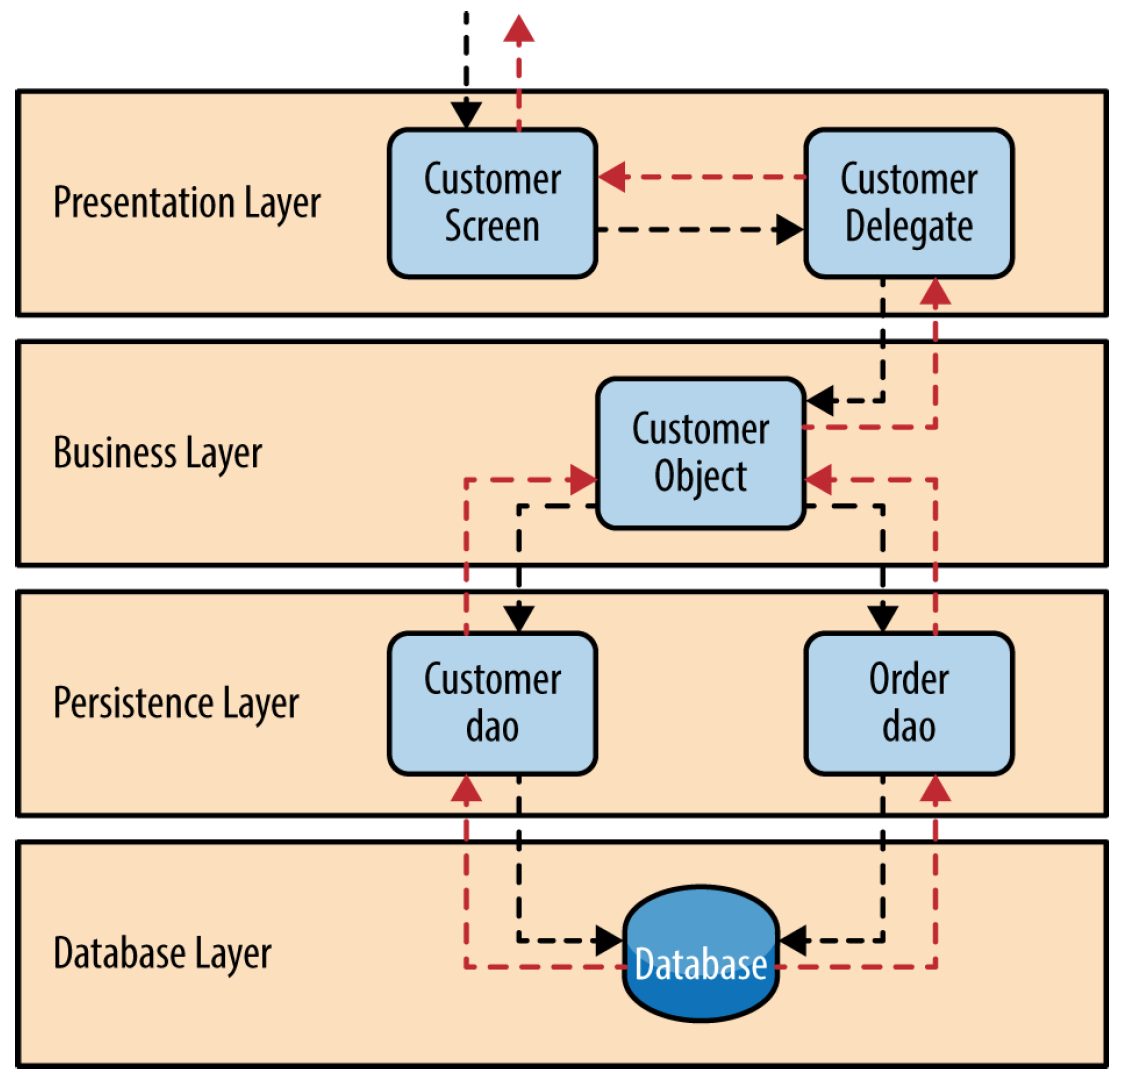 Presentation Layer
Customer
Screen
Customer
Delegate
Business Layer
Customer
Object
Persistence Layer
Customer
dao
Order
dao
Database Layer
Database